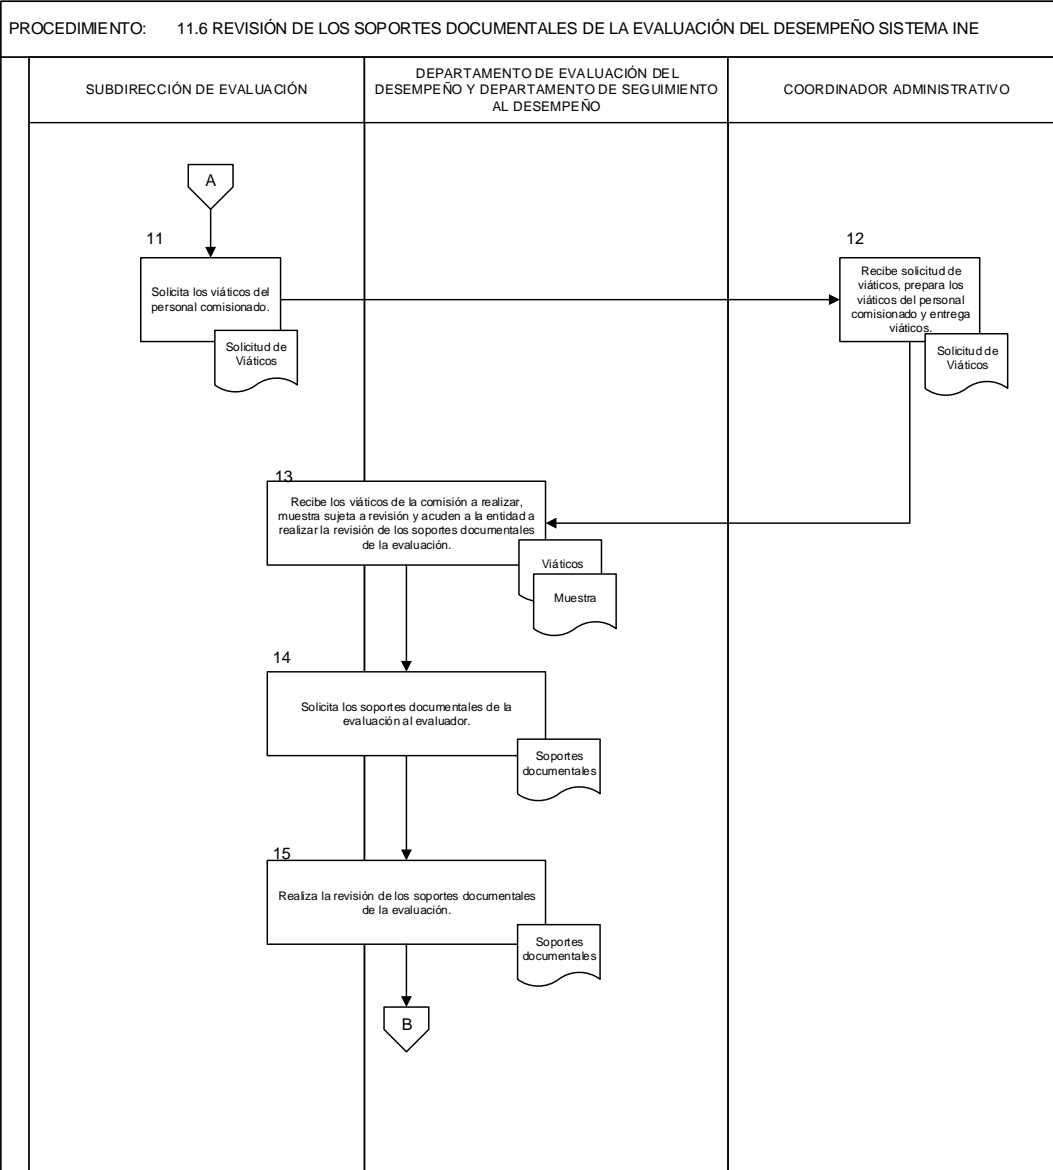 PROCEDIMIENTO: 11.6 REVISIÓN DE LOS SOPORTES DOCUMENTALES DE LA EVALUACIÓN DEL DESEMPEÑO SISTEMA INE
SUBDIRECCIÓN DE EVALUACIÓN
DEPARTAMENTO DE EVALUACIÓN DEL
DESEMPEÑO Y DEPARTAMENTO DE SEGUIMIENTO
AL DESEMPEÑO
COORDINADOR ADMINISTRATIVO
A
11
Solicita los viáticos del
personal comisionado.
Solicitud de
Viáticos
12
Recibe solicitud de
viáticos, prepara los
viáticos del personal
comisionado y entrega
viáticos.
Solicitud de
Viáticos
13
Recibe los viáticos de la comisión a realizar,
muestra sujeta a revisión y acuden a la entidad a
realizar la revisión de los soportes documentales
de la evaluación.
Viáticos
Muestra
14
Solicita los soportes documentales de la
evaluación al evaluador.
Soportes
documentales
15
Realiza la revisión de los soportes documentales
de la evaluación.
Soportes
documentales
B